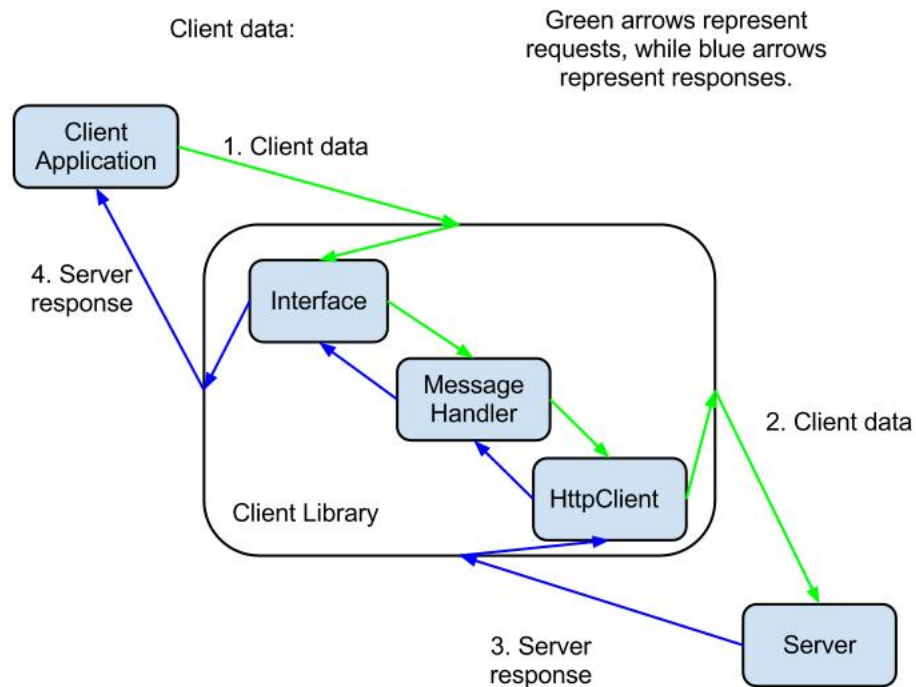 Client data:
Green arrows represent
requests, while blue arrows
represent responses.
Client
Application
1. Client data
4. Server
response
Interface
Message
Handler
2. Client data
HttpClient
Client Library
3. Server
response
Server